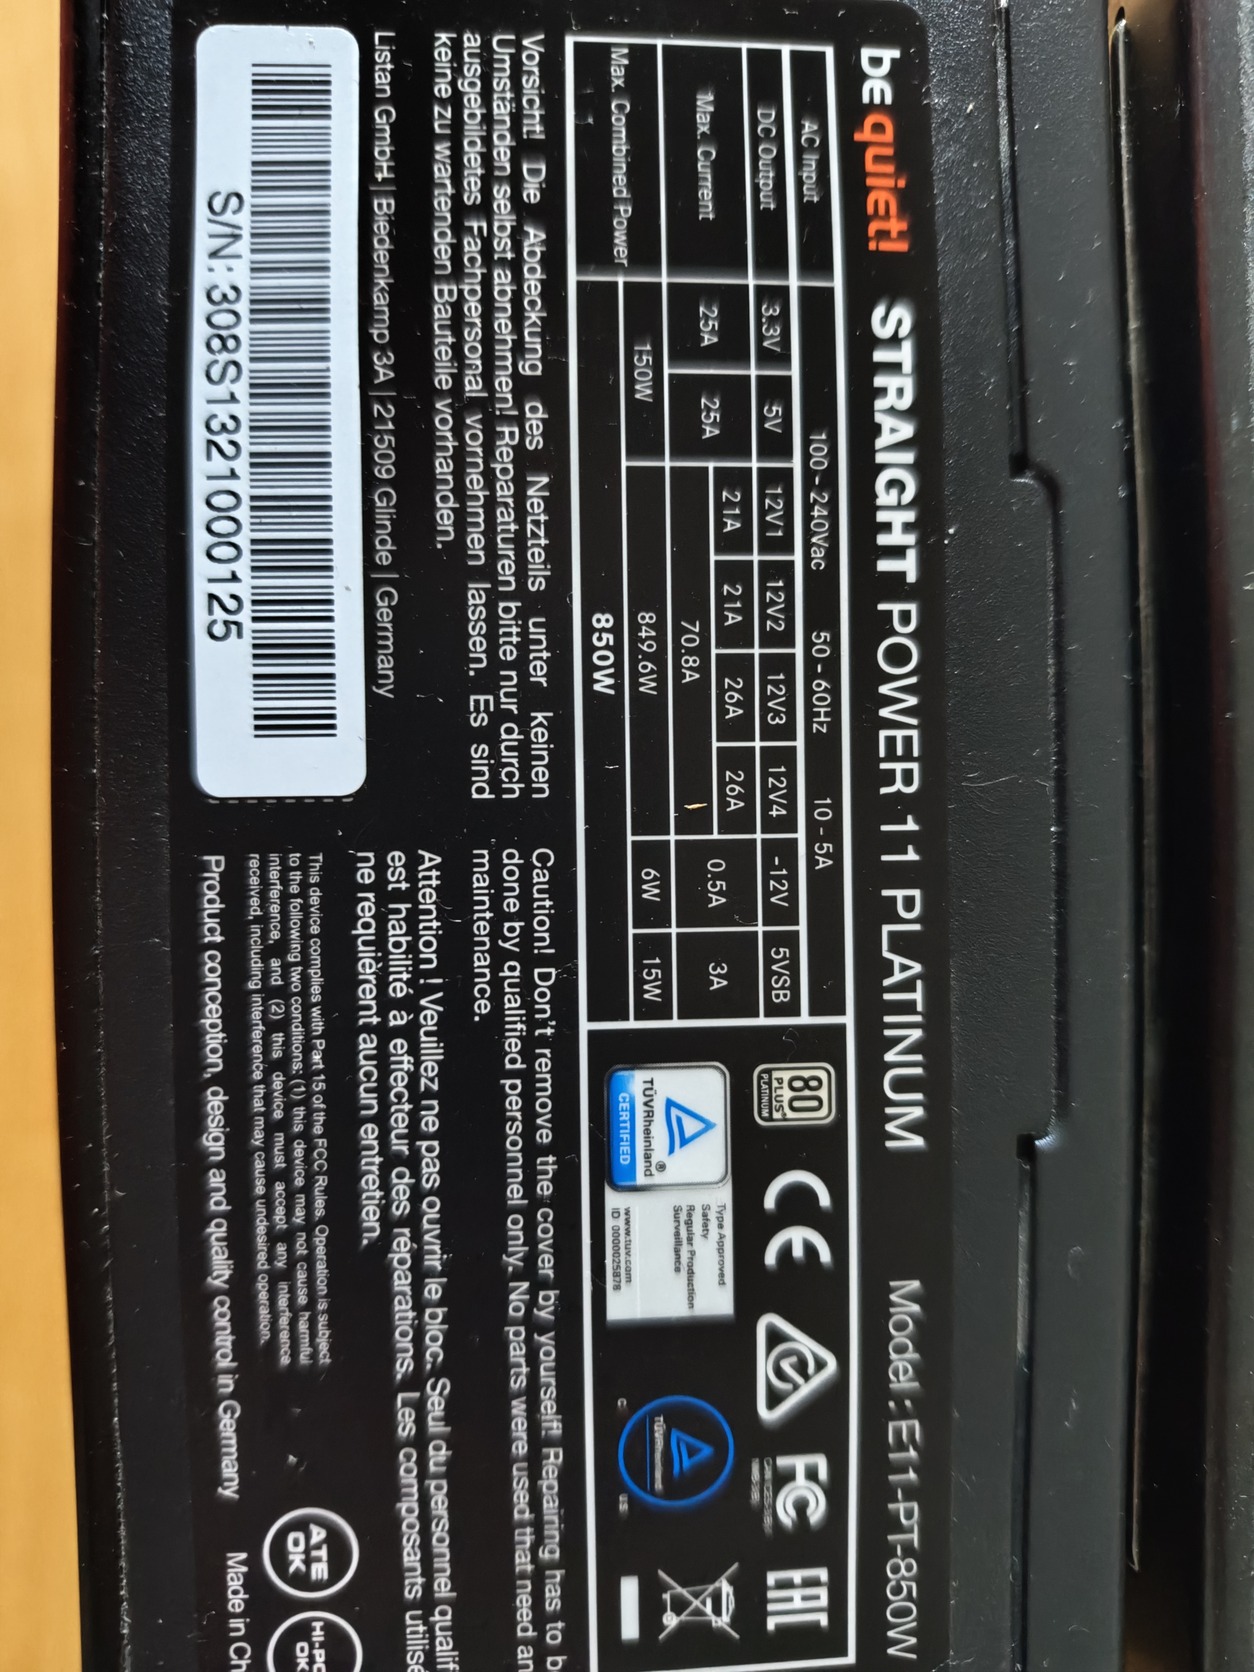 be quiet! STRAIGHT POWER 11 PLATINUM Model : E11-PT-850W
AC Input 100 - 240Vac 50 - 60Hz 10 - 5A
DC Output 3.3V 5V 12V1 12V2 12V3 12V4 -12V 5VSB
Max. Current 25A 25A 21A 21A 26A 26A 0.5A 3A
70.8A
Max. Combined Power 150W 849.6W 6W 15W
850W
80 PLUS PLATINUM
CE
FC
EAC
TÜVRheinland®
CERTIFIED
Type Approved
Safety
Regular Production
Surveillance
www.tuv.com
ID 0000025878
TÜVRheinland
C US
Vorsicht! Die Abdeckung des Netzteils unter keinen
Umständen selbst abnehmen! Reparaturen bitte nur durch
ausgebildetes Fachpersonal vornehmen lassen. Es sind
keine zu wartenden Bauteile vorhanden.
Listan GmbH | Biedenkamp 3A | 21509 Glinde | Germany
S/N:308S1321000125
Caution! Don't remove the cover by yourself! Repairing has to b
done by qualified personnel only. No parts were used that need an
maintenance.
Attention ! Veuillez ne pas ouvrir le bloc. Seul du personnel qualif
est habilité à effecteur des réparations. Les composants utilisé
ne requièrent aucun entretien.
This device complies with Part 15 of the FCC Rules. Operation is subject
to the following two conditions: (1) this device may not cause harmful
interference, and (2) this device must accept any interference
received, including interference that may cause undesired operation.
Product conception, design and quality control in Germany
Made in Ch
ATE
OK
HI-PO
OK